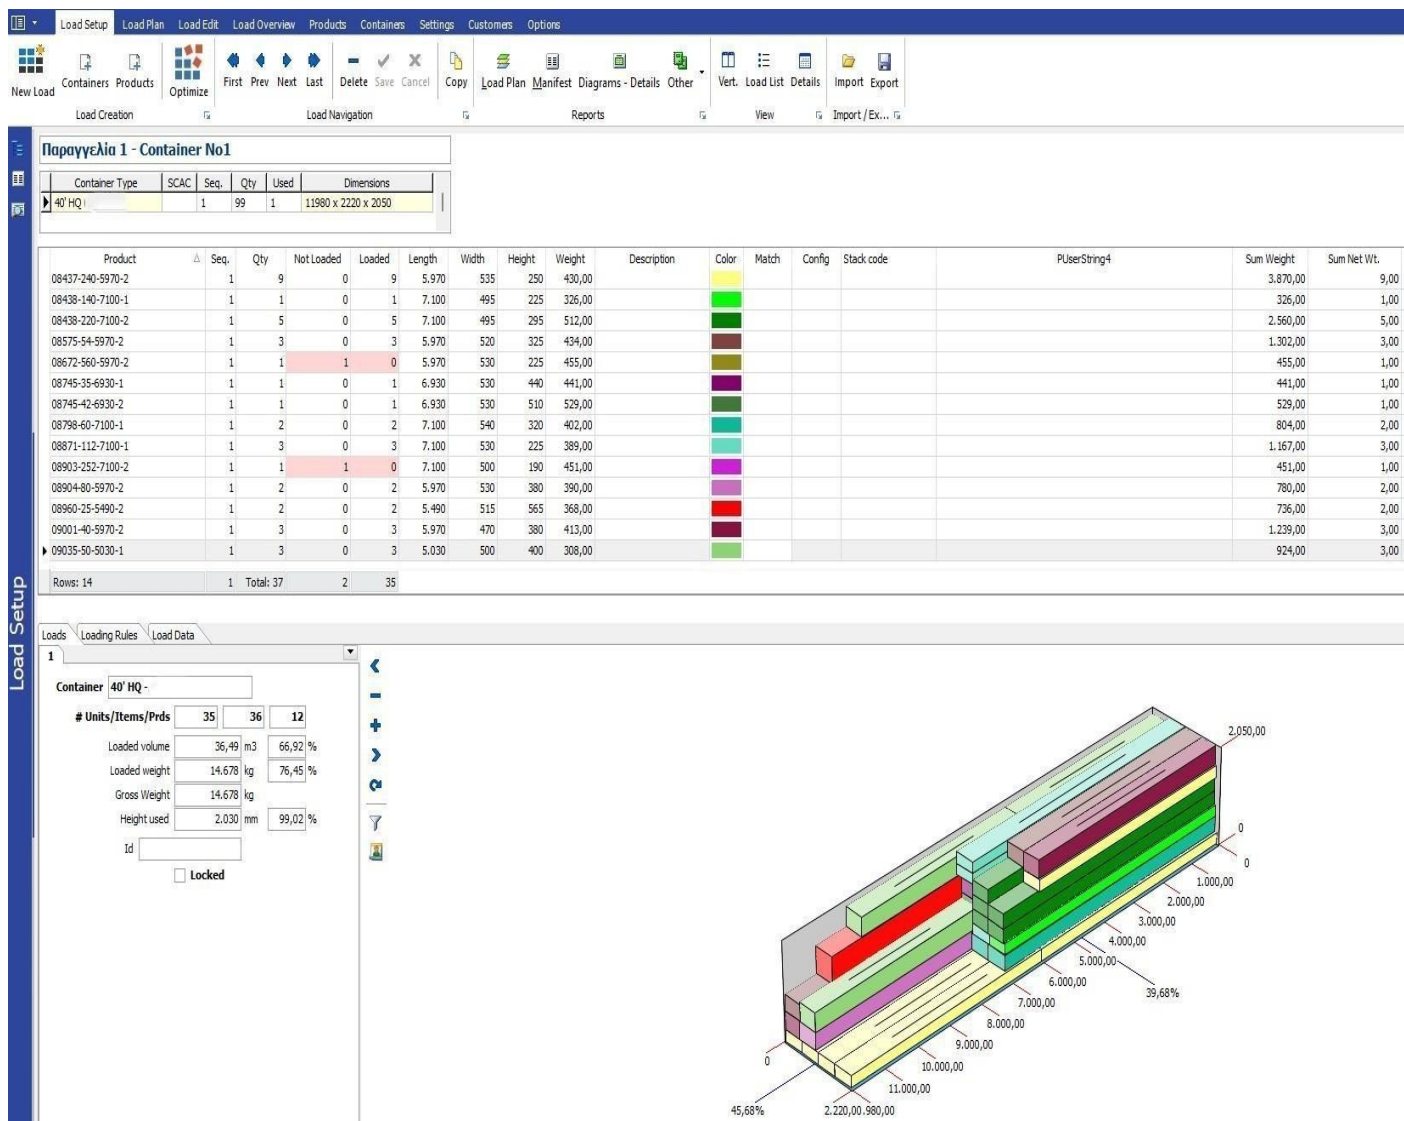 Load Setup Load Plan Load Edit Load Overview Products Containers Settings Customers Options
New Load Containers Products Optimize First Prev Next Last Delete Save Cancel Copy Load Plan Manifest Diagrams - Details Other Vert. Load List Details Import Export
Load Creation Load Navigation Reports View Import / Ex...
Παραγγελία 1 - Container No1
Container Type SCAC Seq. Qty Used Dimensions
40' HQ 1 99 1 11980 x 2220 x 2050
Product Seq. Qty Not Loaded Loaded Length Width Height Weight Description Color Match Config Stack code PUserString4 Sum Weight Sum Net Wt.
08437-240-5970-2 1 9 0 9 5.970 535 250 430,00 3.870,00 9,00
08438-140-7100-1 1 1 0 1 7.100 495 225 326,00 326,00 1,00
08438-220-7100-2 1 5 0 5 7.100 495 295 512,00 2.560,00 5,00
08575-54-5970-2 1 3 0 3 5.970 520 325 434,00 1.302,00 3,00
08672-560-5970-2 1 1 1 0 5.970 530 225 455,00 455,00 1,00
08745-35-6930-1 1 1 0 1 6.930 530 440 441,00 441,00 1,00
08745-42-6930-2 1 1 0 1 6.930 530 510 529,00 529,00 1,00
08798-60-7100-1 1 2 0 2 7.100 540 320 402,00 804,00 2,00
08871-112-7100-1 1 3 0 3 7.100 530 225 389,00 1.167,00 3,00
08903-252-7100-2 1 1 1 0 7.100 500 190 451,00 451,00 1,00
08904-80-5970-2 1 2 0 2 5.970 530 380 390,00 780,00 2,00
08960-25-5490-2 1 2 0 2 5.490 515 565 368,00 736,00 2,00
09001-40-5970-2 1 3 0 3 5.970 470 380 413,00 1.239,00 3,00
09035-50-5030-1 1 3 0 3 5.030 500 400 308,00 924,00 3,00
Rows: 14 1 Total: 37 2 35
Load Setup
Loads Loading Rules Load Data
1
Container 40' HQ -
# Units/Items/Prds 35 36 12
Loaded volume 36,49 m3 66,92 %
Loaded weight 14.678 kg 76,45 %
Gross Weight 14.678 kg
Height used 2.030 mm 99,02 %
Id
Locked
2.050,00
0
0
1.000,00
2.000,00
3.000,00
4.000,00
5.000,00
39,68%
6.000,00
7.000,00
8.000,00
9.000,00
0
10.000,00
11.000,00
45,68% 2.220,00.980,00